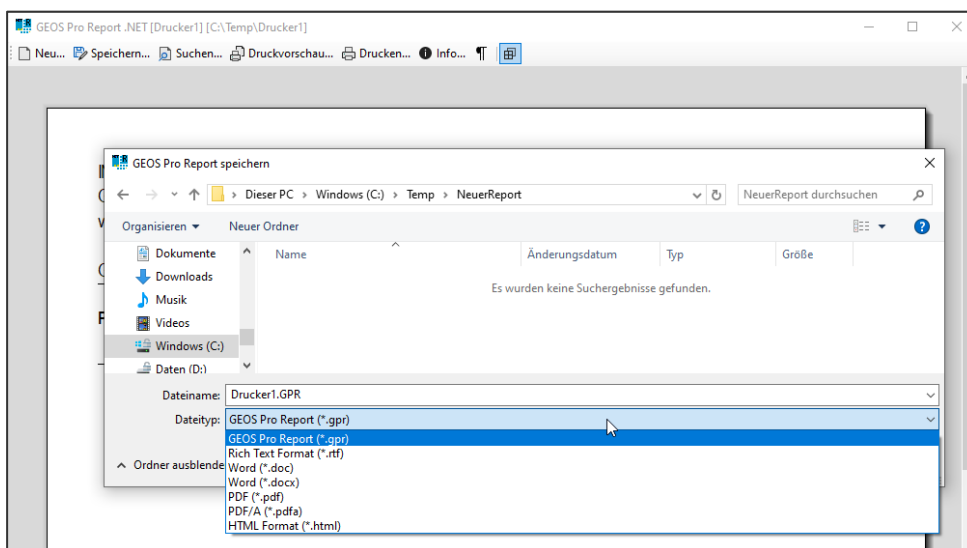 GEOS Pro Report .NET [Drucker1] [C:\Temp\Drucker1]
Neu... Speichern... Suchen... Druckvorschau... Drucken... Info... ¶
GEOS Pro Report speichern
Dieser PC > Windows (C:) > Temp > NeuerReport
NeuerReport durchsuchen
Organisieren Neuer Ordner
Dokumente
Downloads
Musik
Videos
Windows (C:)
Daten (D:)
Name Änderungsdatum Typ Größe
Es wurden keine Suchergebnisse gefunden.
Dateiname: Drucker1.GPR
Dateityp: GEOS Pro Report (*.gpr)
GEOS Pro Report (*.gpr)
Rich Text Format (*.rtf)
Word (*.doc)
Word (*.docx)
PDF (*.pdf)
PDF/A (*.pdfa)
HTML Format (*.html)
Ordner ausblende